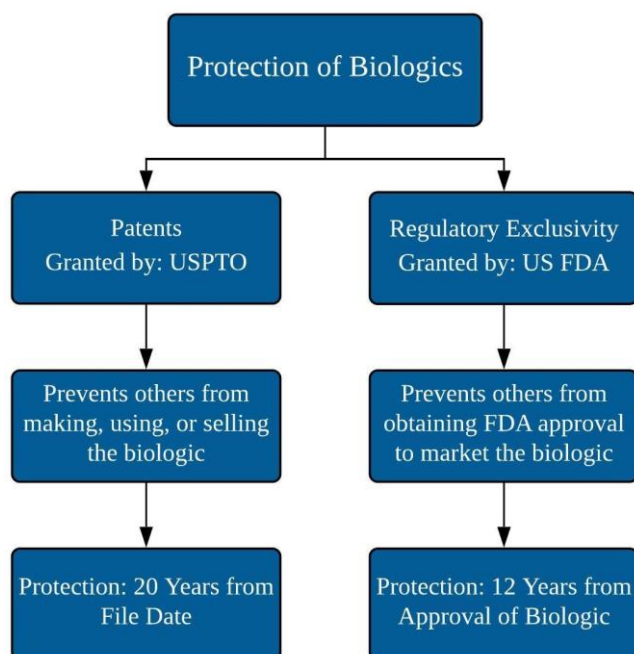 Protection of Biologics
Patents
Granted by: USPTO
Regulatory Exclusivity
Granted by: US FDA
Prevents others from
making, using, or selling
the biologic
Prevents others from
obtaining FDA approval
to market the biologic
Protection: 20 Years from
File Date
Protection: 12 Years from
Approval of Biologic